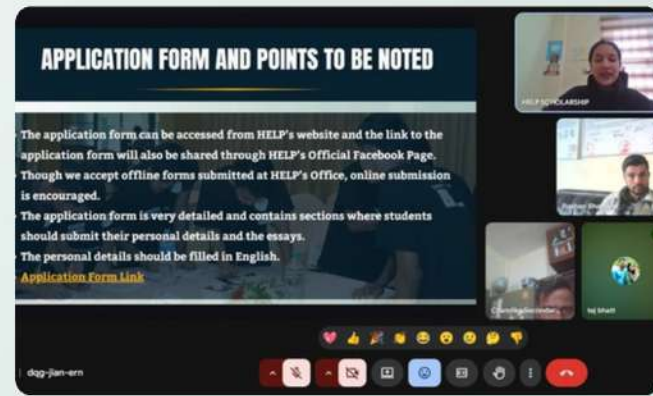 APPLICATION FORM AND POINTS TO BE NOTED
The application form can be accessed from HELP's website and the link to the
application form will also be shared through HELP's Official Facebook Page.
Though we accept offline forms submitted at HELP's Office, online submission
is encouraged.
The application form is very detailed and contains sections where students
should submit their personal details and the essays.
The personal details should be filled in English.
Application Form Link
HELP SCHOLARSHIP
tej bhatt
dqg-jian-ern